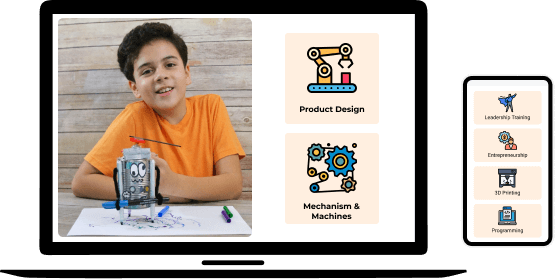 Product Design
Mechanism &
Machines
Leadership Training
Entrepreneurship
3D Printing
Programming